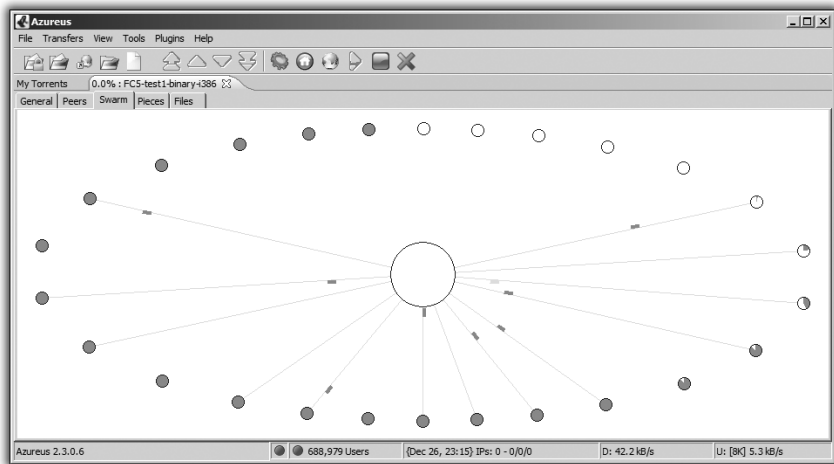 Azureus
File Transfers View Tools Plugins Help
My Torrents 0.0% : FC5-test1-binary-i386
General Peers Swarm Pieces Files
Azureus 2.3.0.6 688,979 Users {Dec 26, 23:15} IPs: 0 - 0/0/0 D: 42.2 kB/s U: [8K] 5.3 kB/s